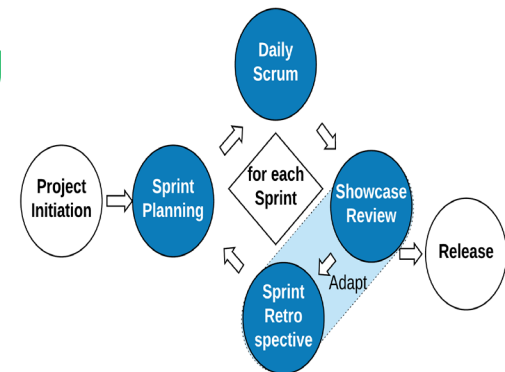 Daily
Scrum
for each
Sprint
Project
Initiation
Sprint
Planning
Showcase
Review
Release
Adapt
Sprint
Retro
spective